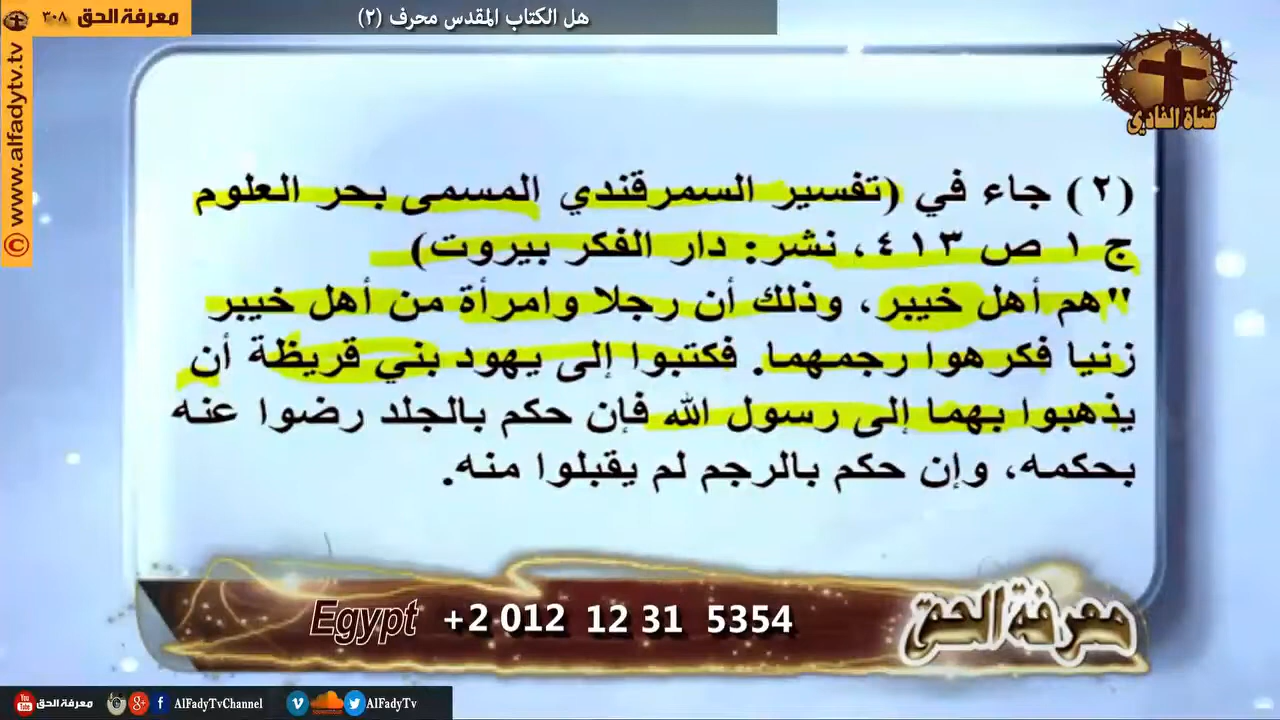 معرفة الحق ٣٠٨
هل الكتاب المقدس محرف (٢)
© www.alfadytv.tv
قناة الفادي
(٢) جاء في (تفسير السمرقندي المسمى بحر العلوم
ج ١ ص ٤١٣، نشر: دار الفكر بيروت)
"هم أهل خيبر، وذلك أن رجلا وامرأة من أهل خيبر
زنيا فكرهوا رجمهما. فكتبوا إلى يهود بني قريظة أن
يذهبوا بهما إلى رسول الله فإن حكم بالجلد رضوا عنه
بحكمه، وإن حكم بالرجم لم يقبلوا منه.
Egypt +2 012 12 31 5354
معرفة الحق
You Tube معرفة الحق g+ f AlFadyTvChannel v AlFadyTv